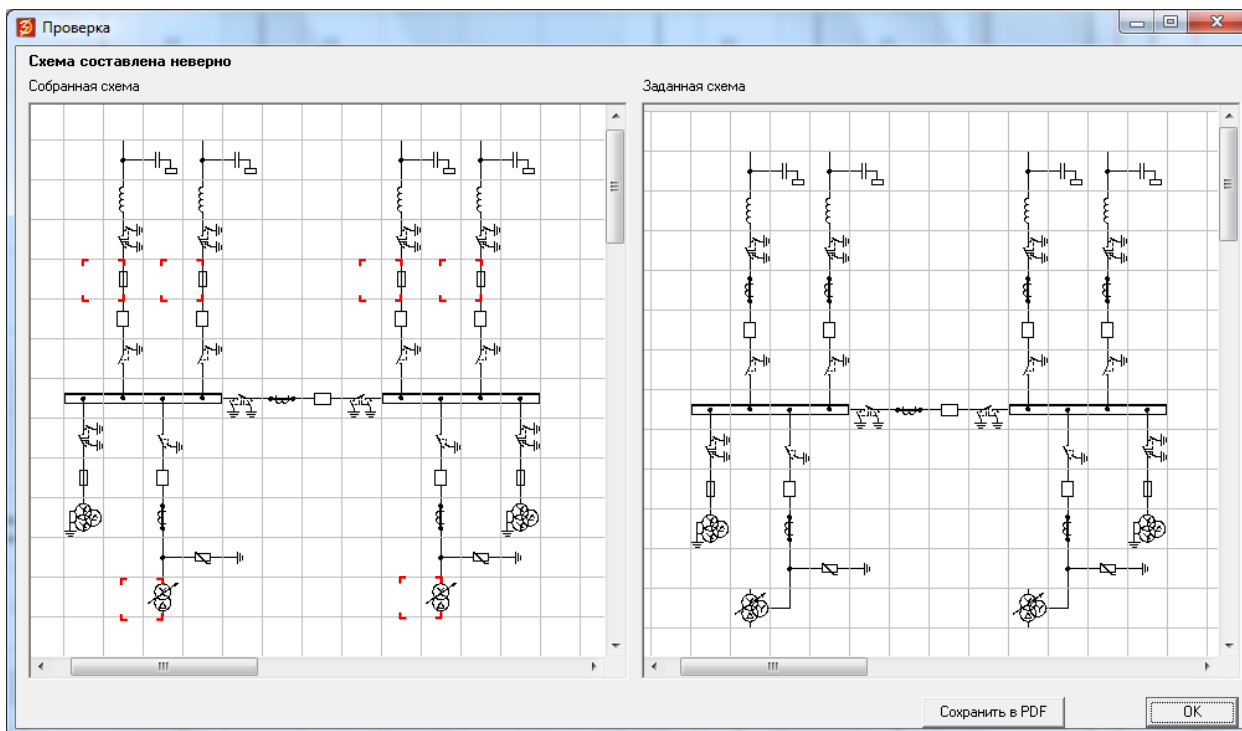 Проверка
Схема составлена неверно
Собранная схема
Заданная схема
Сохранить в PDF
OK